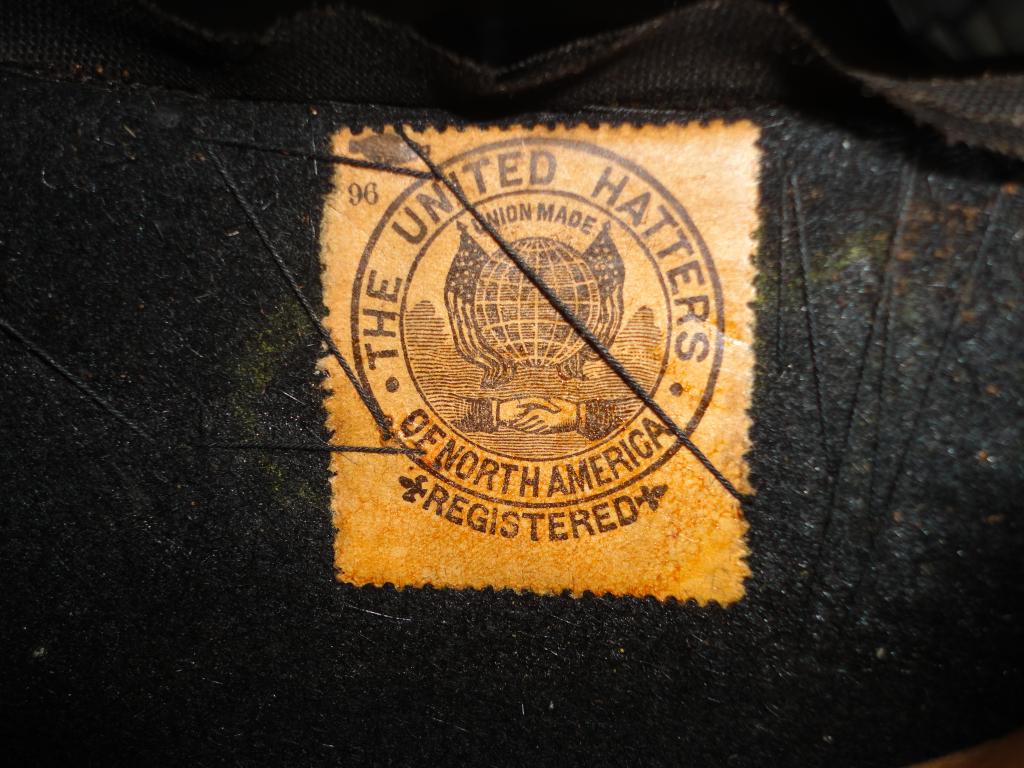 96
THE UNITED HATTERS
UNION MADE
OF NORTH AMERICA
REGISTERED